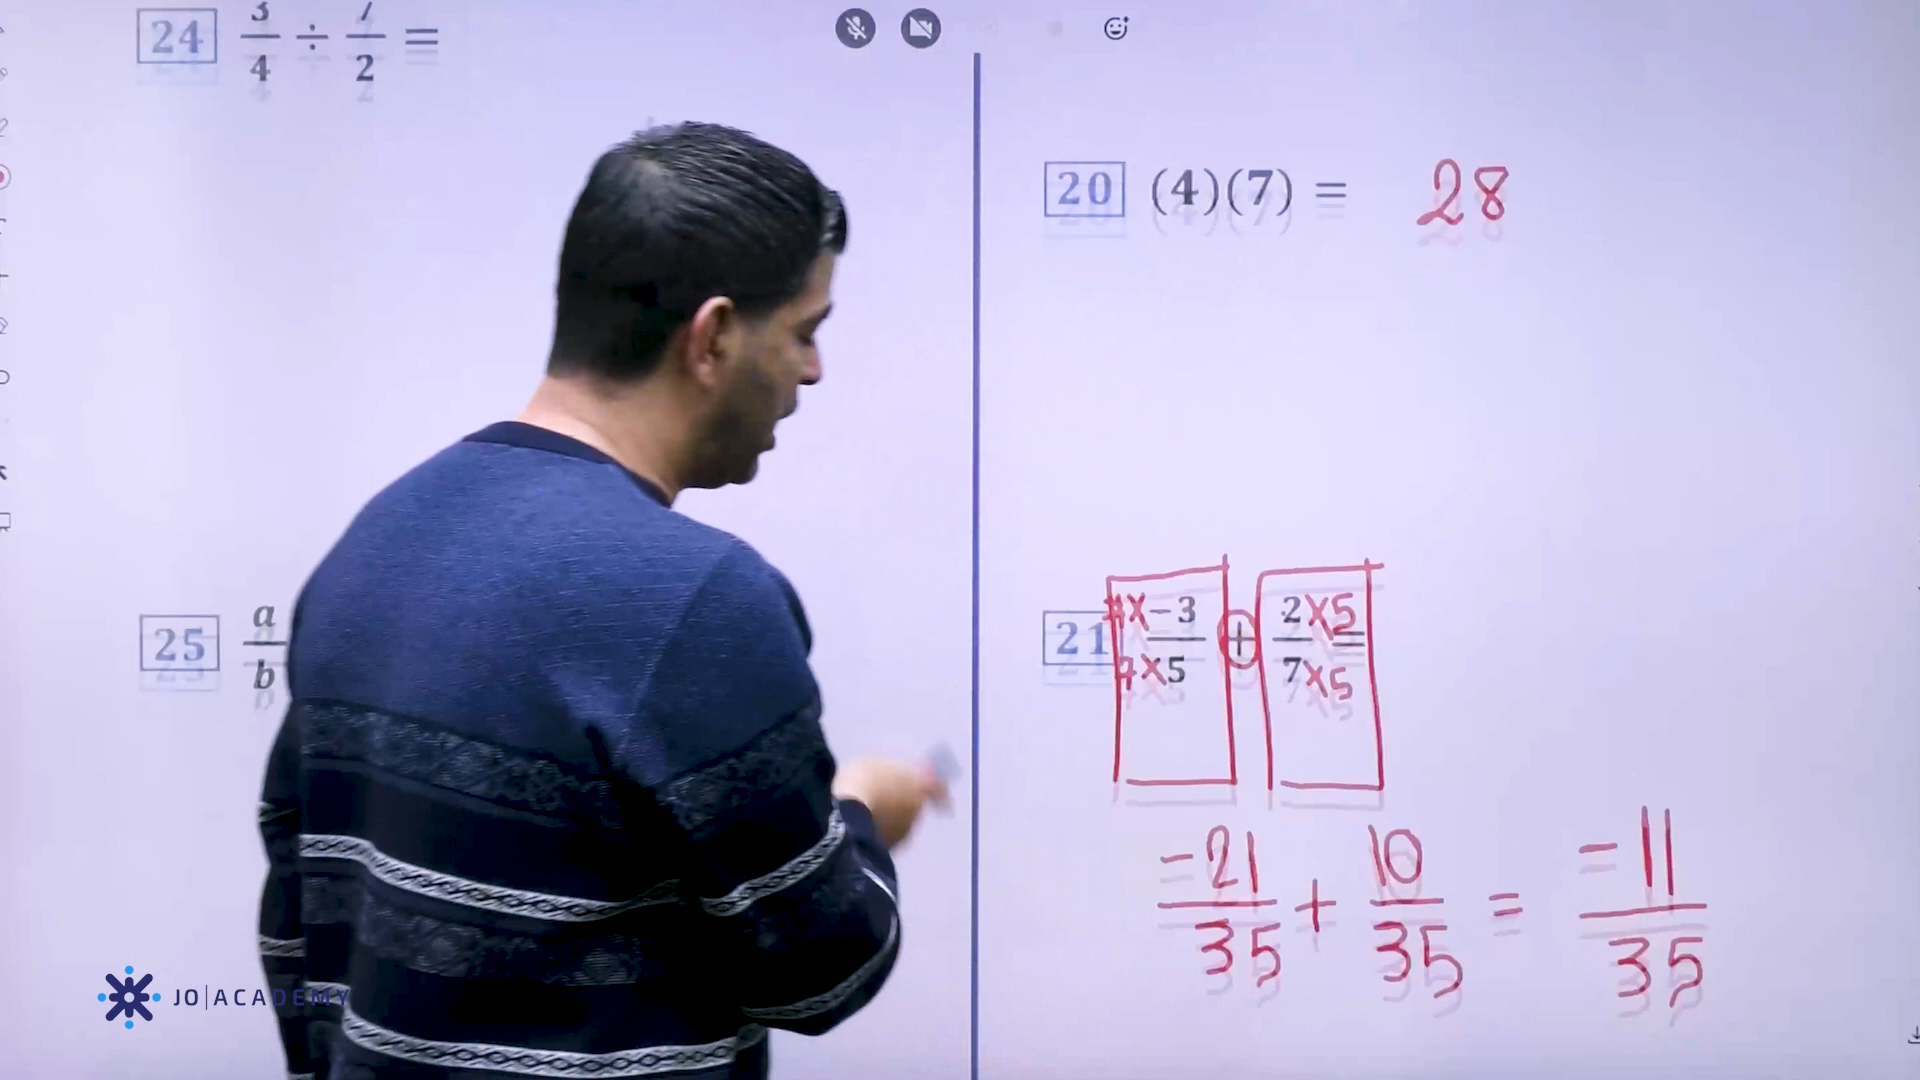 24 3/4 ÷ 7/2 =
25 a/b
JO|ACADEMY
20 (4)(7) = 28
21 7×-3/7×5 + 2×5/7×5 =
-21/35 + 10/35 = -11/35